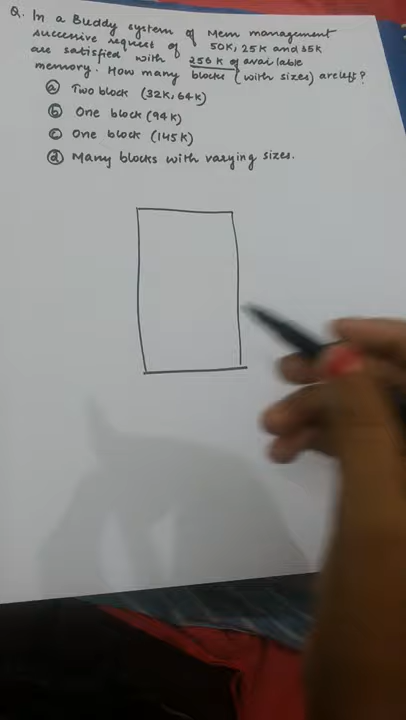 Q. In a Buddy system of Mem management
successive request of 50K, 25K and 35K
are satisfied with 256 K of available
memory. How many blocks (with sizes) are left?
ⓐ Two block (32K, 64K)
ⓑ One block (94K)
ⓒ One block (145K)
ⓓ Many blocks with varying sizes.